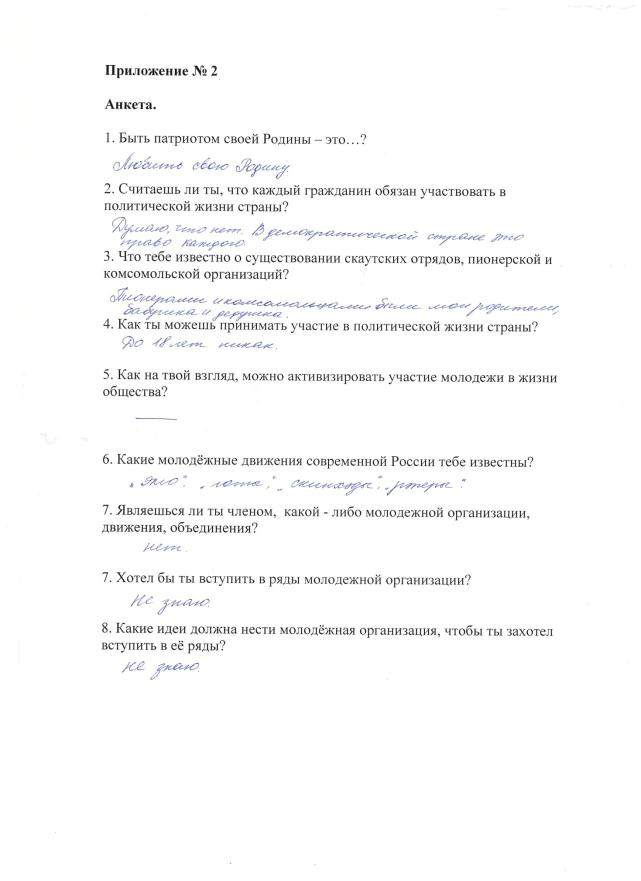 Приложение № 2
Анкета.
1. Быть патриотом своей Родины – это…?
Любить свою Родину.
2. Считаешь ли ты, что каждый гражданин обязан участвовать в
политической жизни страны?
Думаю, что нет. В демократической стране это
право каждого.
3. Что тебе известно о существовании скаутских отрядов, пионерской и
комсомольской организаций?
Пионерами и комсомольцами были мои родители,
бабушка и дедушка.
4. Как ты можешь принимать участие в политической жизни страны?
До 18 лет никак.
5. Как на твой взгляд, можно активизировать участие молодежи в жизни
общества?
6. Какие молодёжные движения современной России тебе известны?
„эмо", „готы", „скинхеды", „рэперы".
7. Являешься ли ты членом, какой - либо молодежной организации,
движения, объединения?
нет.
7. Хотел бы ты вступить в ряды молодежной организации?
Не знаю.
8. Какие идеи должна нести молодёжная организация, чтобы ты захотел
вступить в её ряды?
не знаю.